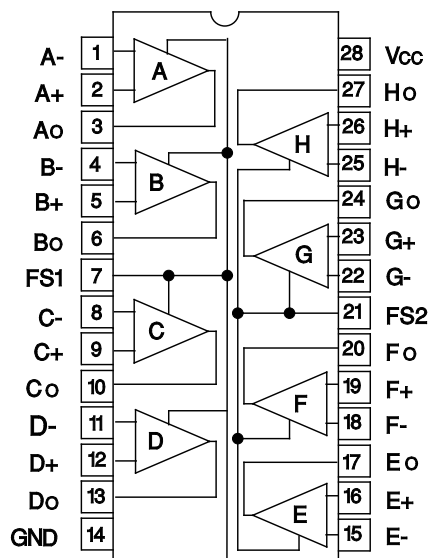 A- 1 A 28 Vcc
A+ 2 27 Ho
Ao 3 26 H+
B- 4 B H 25 H-
B+ 5 24 Go
Bo 6 23 G+
FS1 7 G 22 G-
C- 8 C 21 FS2
C+ 9 20 Fo
Co 10 19 F+
D- 11 F 18 F-
D+ 12 D 17 Eo
Do 13 16 E+
GND 14 E 15 E-